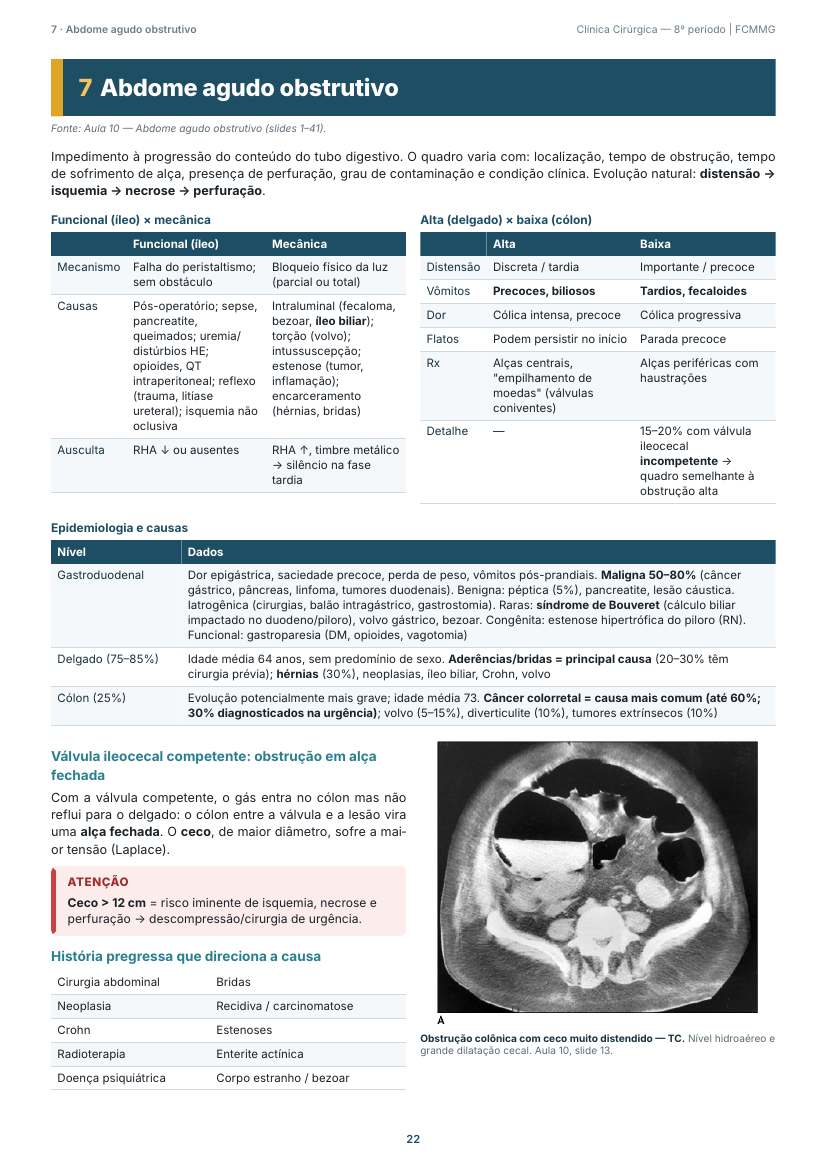 7 · Abdome agudo obstrutivo
Clínica Cirúrgica — 8º período | FCMMG
7 Abdome agudo obstrutivo
Fonte: Aula 10 — Abdome agudo obstrutivo (slides 1–41).
Impedimento à progressão do conteúdo do tubo digestivo. O quadro varia com: localização, tempo de obstrução, tempo
de sofrimento de alça, presença de perfuração, grau de contaminação e condição clínica. Evolução natural: distensão →
isquemia → necrose → perfuração.
Funcional (íleo) × mecânica
Funcional (íleo) Mecânica
Mecanismo Falha do peristaltismo; Bloqueio físico da luz
sem obstáculo (parcial ou total)
Causas Pós-operatório; sepse, Intraluminal (fecaloma,
pancreatite, bezoar, íleo biliar);
queimados; uremia/ torção (volvo);
distúrbios HE; intussuscepção;
opioides, QT estenose (tumor,
intraperitoneal; reflexo inflamação);
(trauma, litíase encarceramento
ureteral); isquemia não (hérnias, bridas)
oclusiva
Ausculta RHA ↓ ou ausentes RHA ↑, timbre metálico
→ silêncio na fase
tardia
Alta (delgado) × baixa (cólon)
Alta Baixa
Distensão Discreta / tardia Importante / precoce
Vômitos Precoces, biliosos Tardios, fecaloides
Dor Cólica intensa, precoce Cólica progressiva
Flatos Podem persistir no início Parada precoce
Rx Alças centrais, Alças periféricas com
"empilhamento de haustrações
moedas" (válvulas
coniventes)
Detalhe — 15–20% com válvula
ileocecal
incompetente →
quadro semelhante à
obstrução alta
Epidemiologia e causas
Nível Dados
Gastroduodenal Dor epigástrica, saciedade precoce, perda de peso, vômitos pós-prandiais. Maligna 50–80% (câncer
gástrico, pâncreas, linfoma, tumores duodenais). Benigna: péptica (5%), pancreatite, lesão cáustica.
Iatrogênica (cirurgias, balão intragástrico, gastrostomia). Raras: síndrome de Bouveret (cálculo biliar
impactado no duodeno/piloro), volvo gástrico, bezoar. Congênita: estenose hipertrófica do piloro (RN).
Funcional: gastroparesia (DM, opioides, vagotomia)
Delgado (75–85%) Idade média 64 anos, sem predomínio de sexo. Aderências/bridas = principal causa (20–30% têm
cirurgia prévia); hérnias (30%), neoplasias, íleo biliar, Crohn, volvo
Cólon (25%) Evolução potencialmente mais grave; idade média 73. Câncer colorretal = causa mais comum (até 60%;
30% diagnosticados na urgência); volvo (5–15%), diverticulite (10%), tumores extrínsecos (10%)
Válvula ileocecal competente: obstrução em alça
fechada
Com a válvula competente, o gás entra no cólon mas não
reflui para o delgado: o cólon entre a válvula e a lesão vira
uma alça fechada. O ceco, de maior diâmetro, sofre a mai-
or tensão (Laplace).
ATENÇÃO
Ceco > 12 cm = risco iminente de isquemia, necrose e
perfuração → descompressão/cirurgia de urgência.
História pregressa que direciona a causa
Cirurgia abdominal Bridas
Neoplasia Recidiva / carcinomatose
Crohn Estenoses
Radioterapia Enterite actínica
Doença psiquiátrica Corpo estranho / bezoar
A
Obstrução colônica com ceco muito distendido — TC. Nível hidroaéreo e
grande dilatação cecal. Aula 10, slide 13.
22